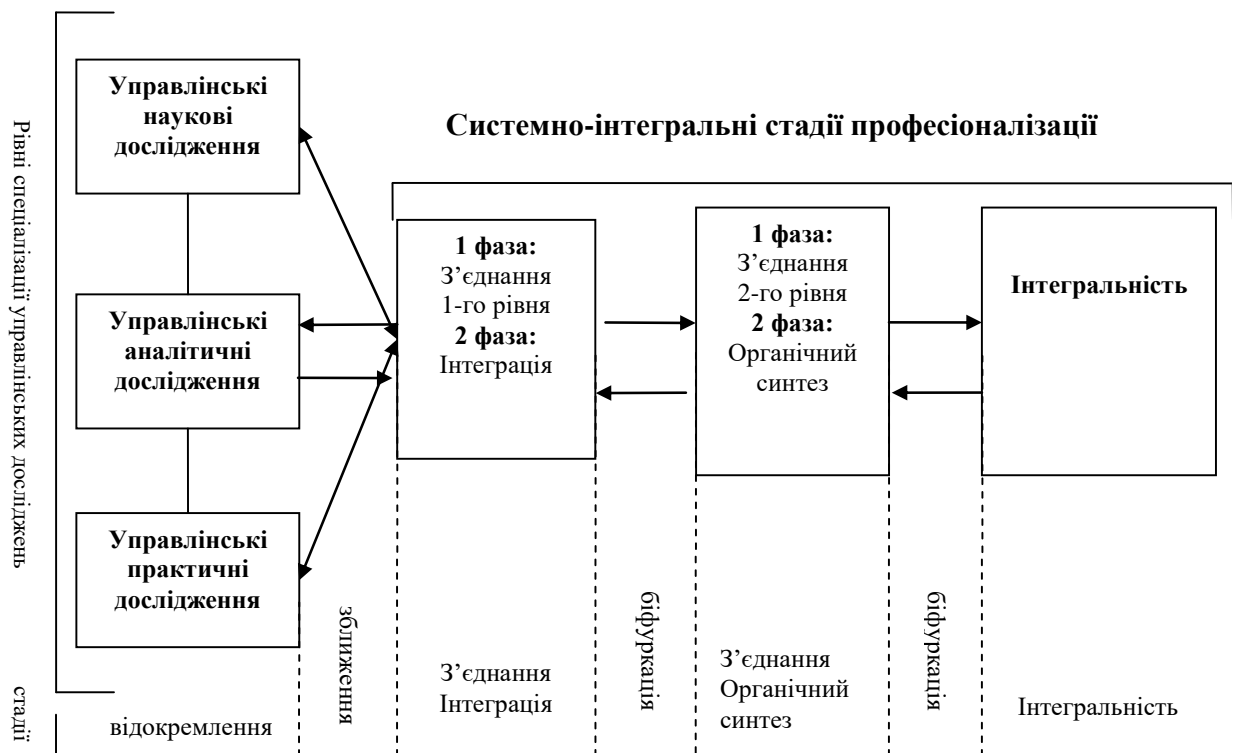 Рівні спеціалізації управлінських досліджень
Управлінські
наукові
дослідження
Управлінські
аналітичні
дослідження
Управлінські
практичні
дослідження
Системно-інтегральні стадії професіоналізації
1 фаза:
З’єднання
1-го рівня
2 фаза:
Інтеграція
1 фаза:
З’єднання
2-го рівня
2 фаза:
Органічний
синтез
Інтегральність
стадії
відокремлення
зближення
З’єднання
Інтеграція
біфуркація
З’єднання
Органічний
синтез
біфуркація
Інтегральність